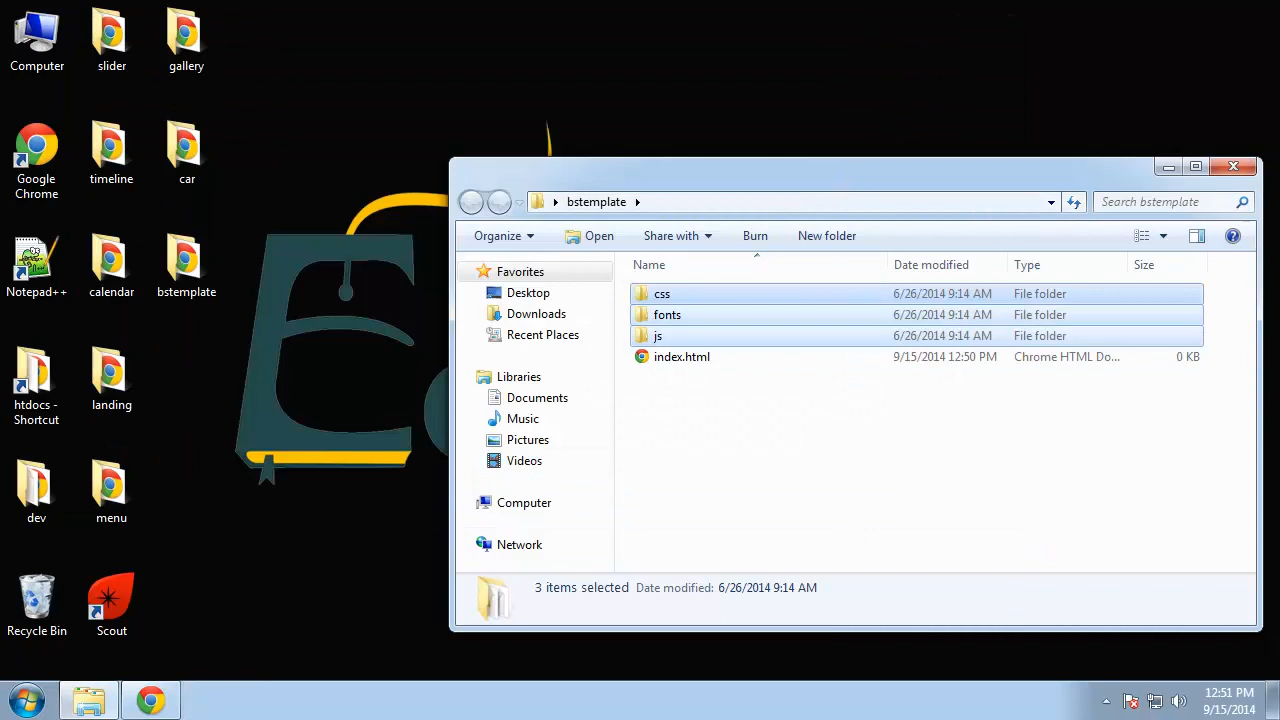 Computer
slider
gallery
Google
Chrome
timeline
car
Notepad++
calendar
bstemplate
htdocs -
Shortcut
landing
dev
menu
Recycle Bin
Scout
bstemplate
Search bstemplate
Organize
Open
Share with
Burn
New folder
Name
Date modified
Type
Size
Favorites
Desktop
Downloads
Recent Places
Libraries
Documents
Music
Pictures
Videos
Computer
Network
css 6/26/2014 9:14 AM File folder
fonts 6/26/2014 9:14 AM File folder
js 6/26/2014 9:14 AM File folder
index.html 9/15/2014 12:50 PM Chrome HTML Do... 0 KB
3 items selected Date modified: 6/26/2014 9:14 AM
12:51 PM
9/15/2014